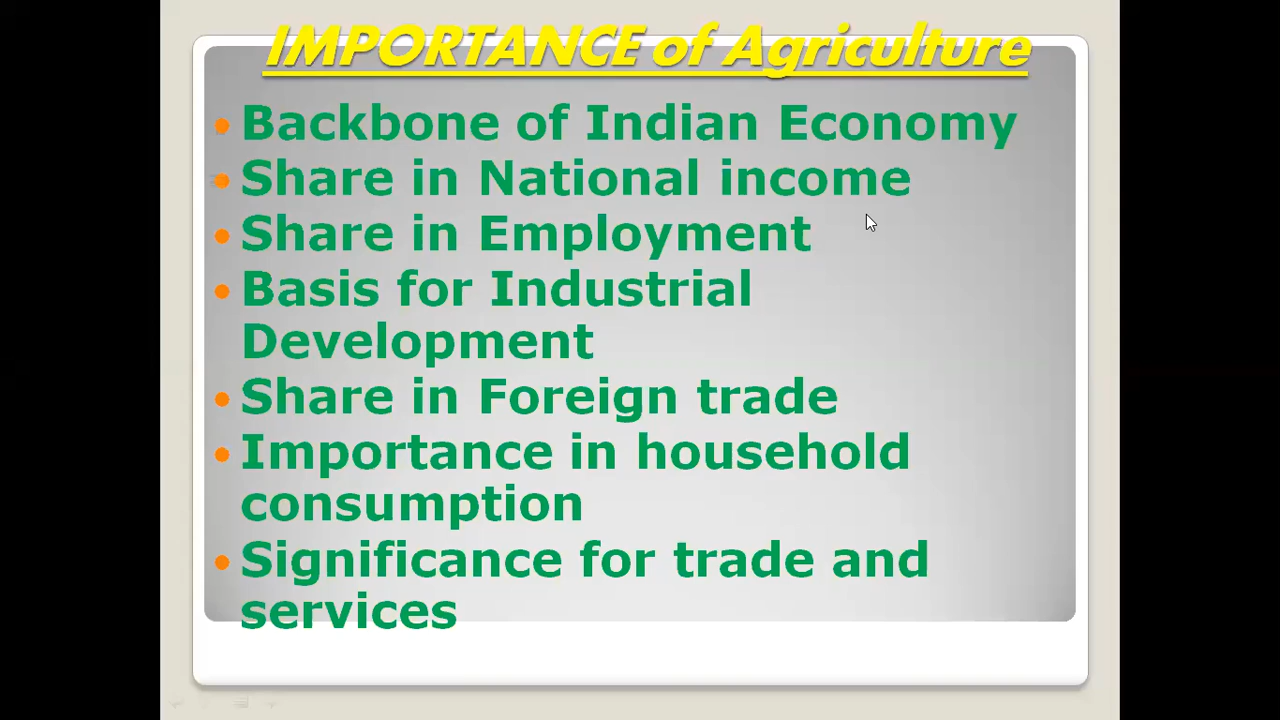 IMPORTANCE of Agriculture
Backbone of Indian Economy
Share in National income
Share in Employment
Basis for Industrial
Development
Share in Foreign trade
Importance in household
consumption
Significance for trade and
services